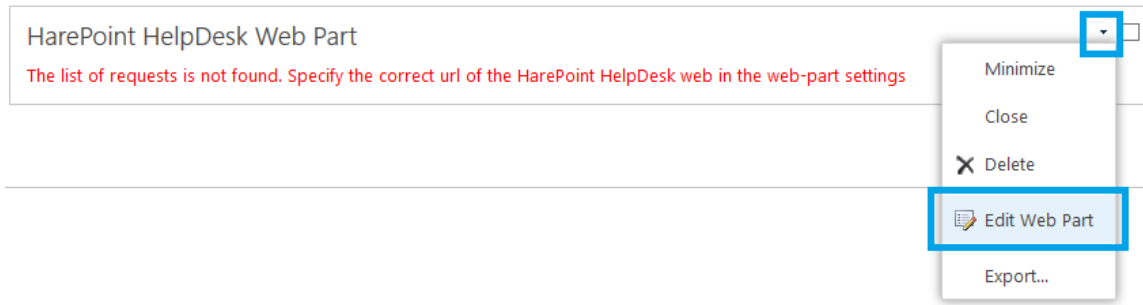 HarePoint HelpDesk Web Part
The list of requests is not found. Specify the correct url of the HarePoint HelpDesk web in the web-part settings
Minimize
Close
Delete
Edit Web Part
Export...